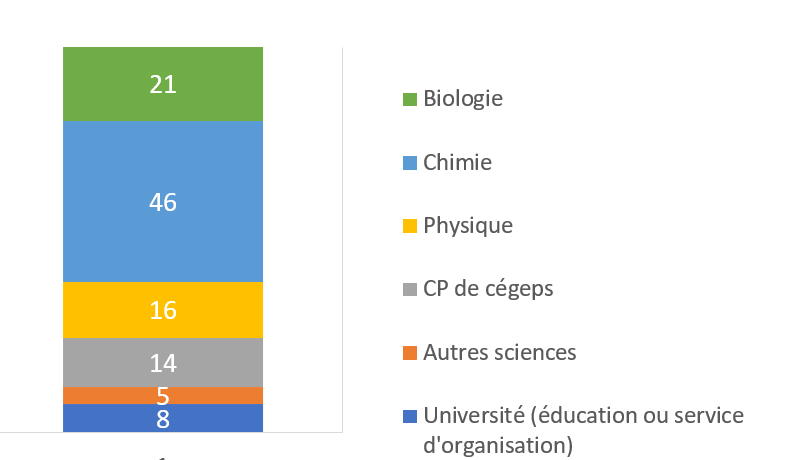 21
46
16
14
5
8
Biologie
Chimie
Physique
CP de cégeps
Autres sciences
Université (éducation ou service
d'organisation)